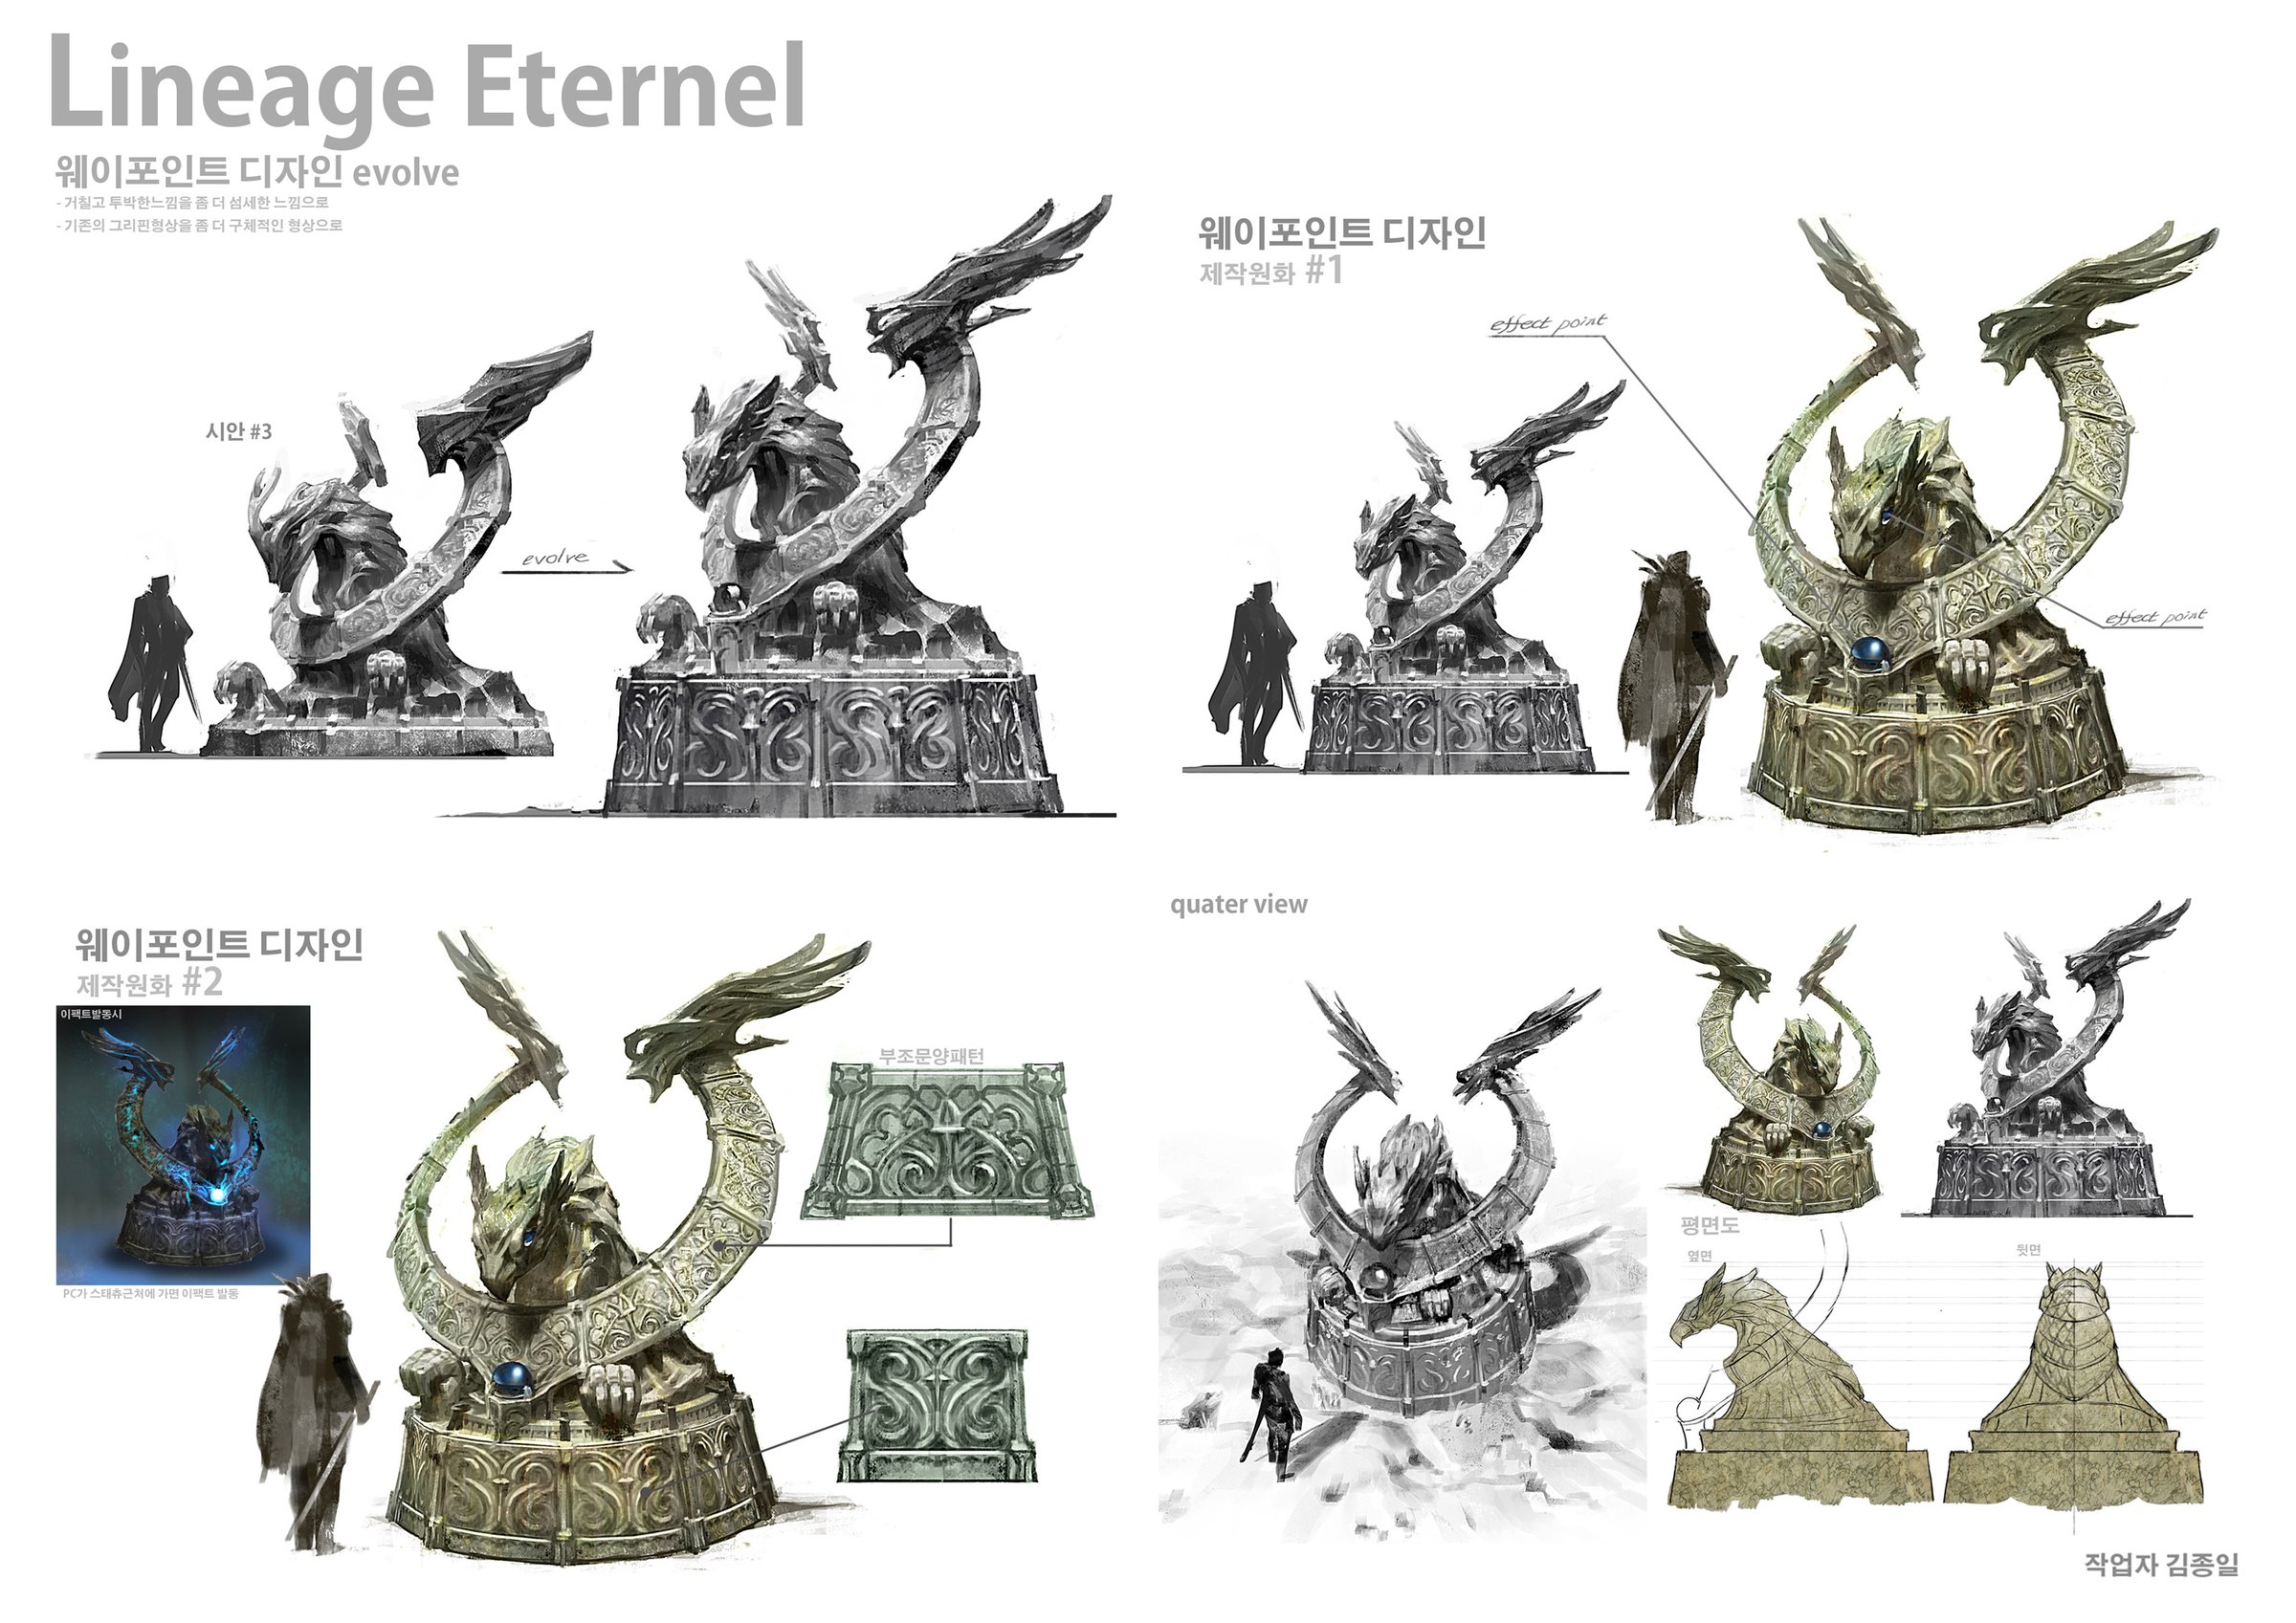 Lineage Eternel
웨이포인트 디자인 evolve
- 거칠고 투박한느낌을 좀 더 섬세한 느낌으로
- 기존의 그리핀형상을 좀 더 구체적인 형상으로
시안 #3
evolve
웨이포인트 디자인
제작원화 #1
effect point
effect point
웨이포인트 디자인
제작원화 #2
이팩트발동시
PC가 스태츄근처에 가면 이팩트 발동
부조문양패턴
quater view
평면도
옆면
뒷면
작업자 김종일